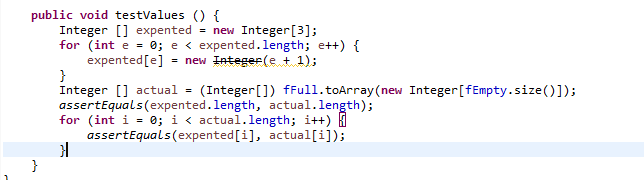 public void testValues () {
Integer [] expented = new Integer[3];
for (int e = 0; e < expented.length; e++) {
expented[e] = new Integer(e + 1);
}
Integer [] actual = (Integer[]) fFull.toArray(new Integer[fEmpty.size()]);
assertEquals(expented.length, actual.length);
for (int i = 0; i < actual.length; i++) {
assertEquals(expented[i], actual[i]);
}
}
}